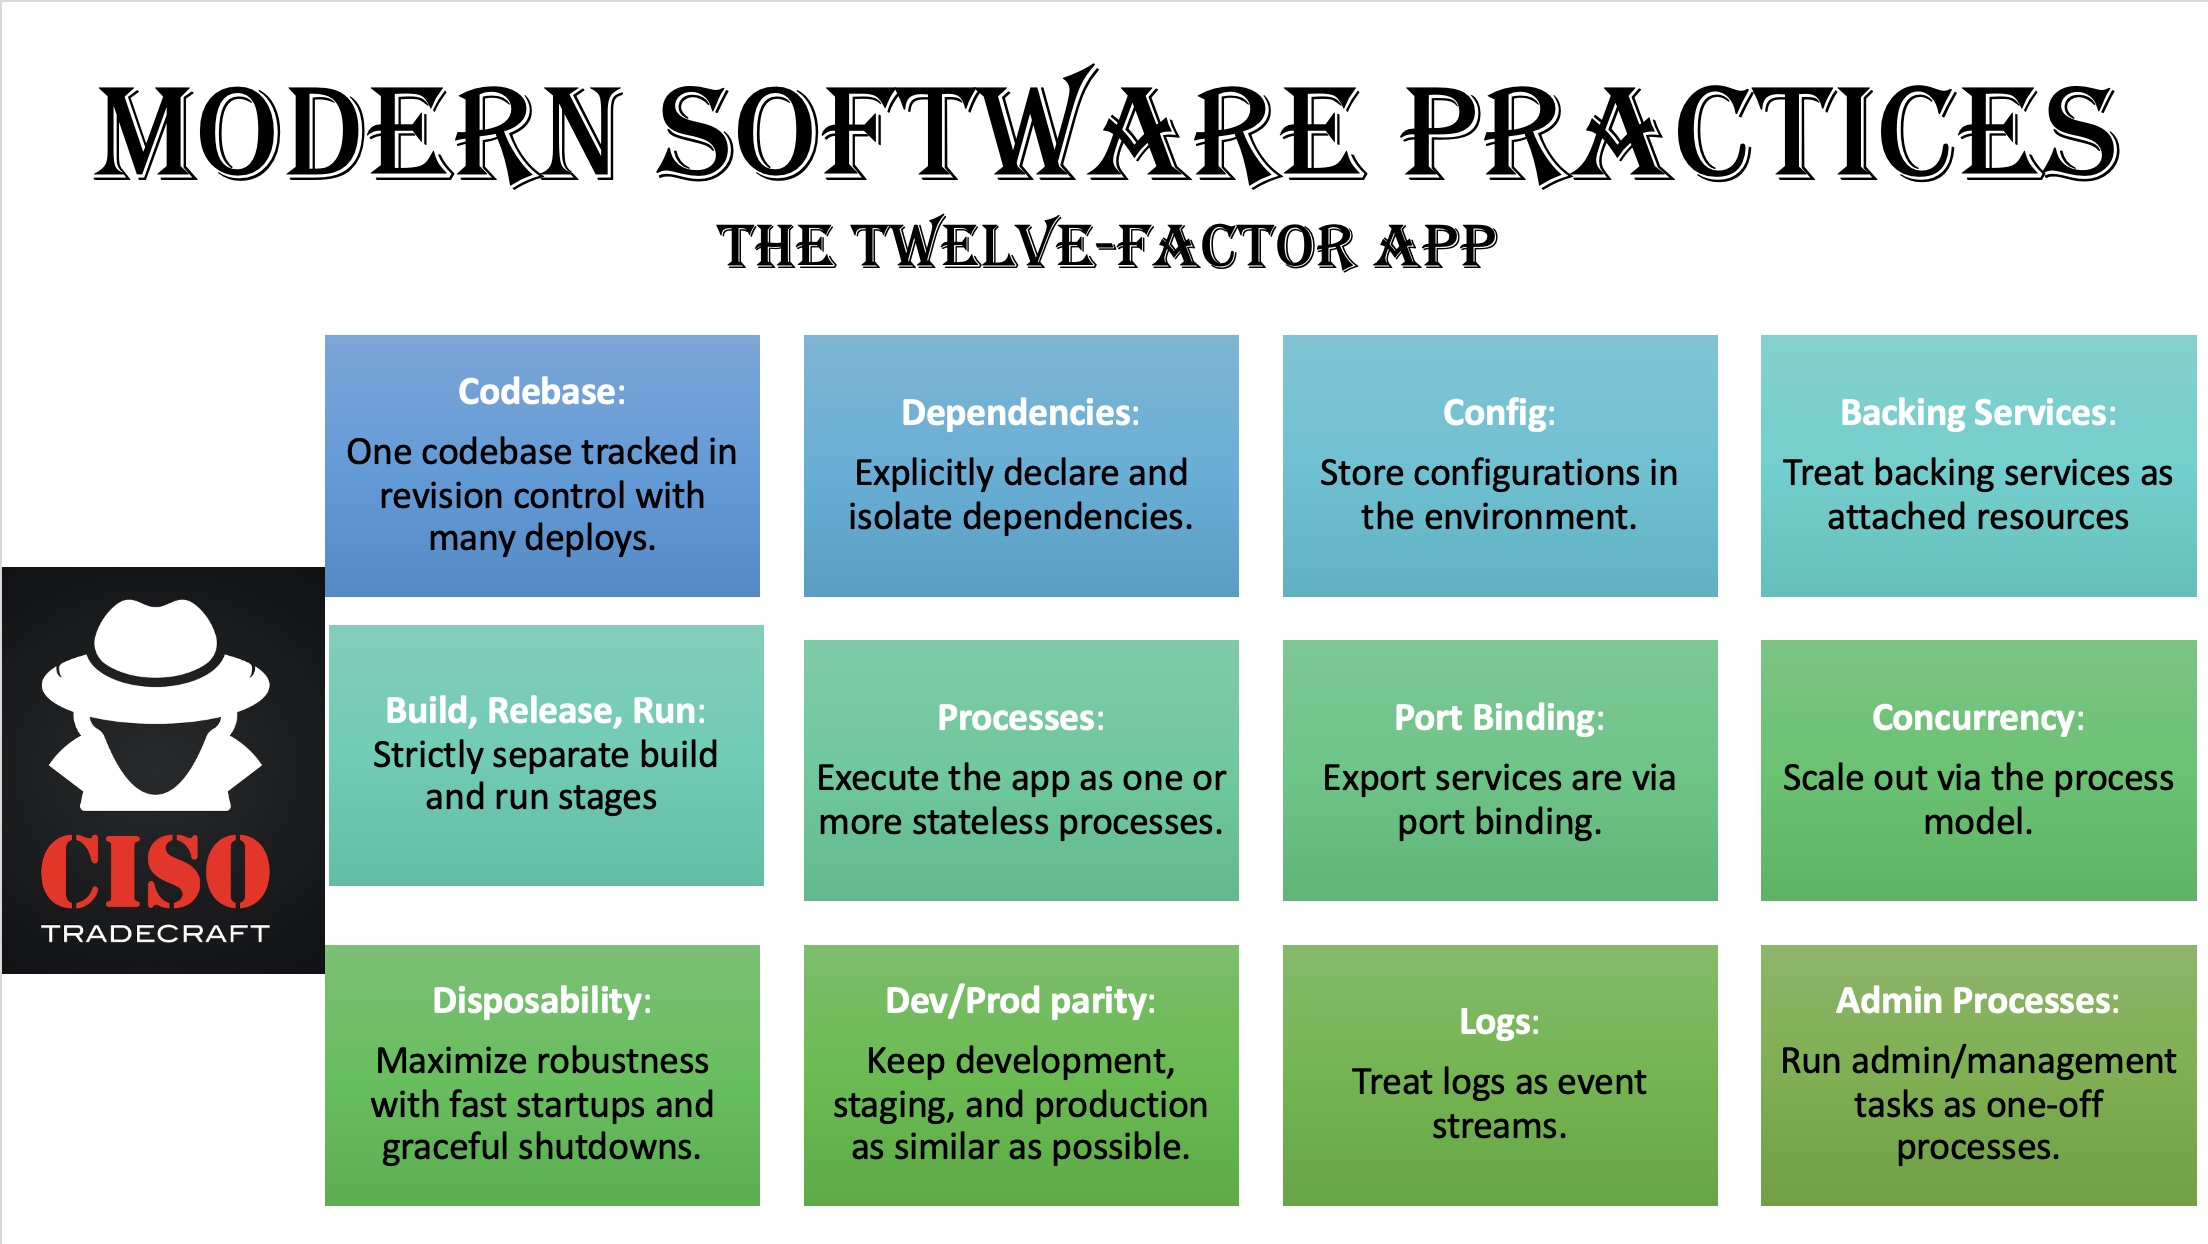 MODERN SOFTWARE PRACTICES
THE TWELVE-FACTOR APP
Codebase:
One codebase tracked in
revision control with
many deploys.
Dependencies:
Explicitly declare and
isolate dependencies.
Config:
Store configurations in
the environment.
Backing Services:
Treat backing services as
attached resources
Build, Release, Run:
Strictly separate build
and run stages
Processes:
Execute the app as one or
more stateless processes.
Port Binding:
Export services are via
port binding.
Concurrency:
Scale out via the process
model.
Disposability:
Maximize robustness
with fast startups and
graceful shutdowns.
Dev/Prod parity:
Keep development,
staging, and production
as similar as possible.
Logs:
Treat logs as event
streams.
Admin Processes:
Run admin/management
tasks as one-off
processes.
CISO
TRADECRAFT